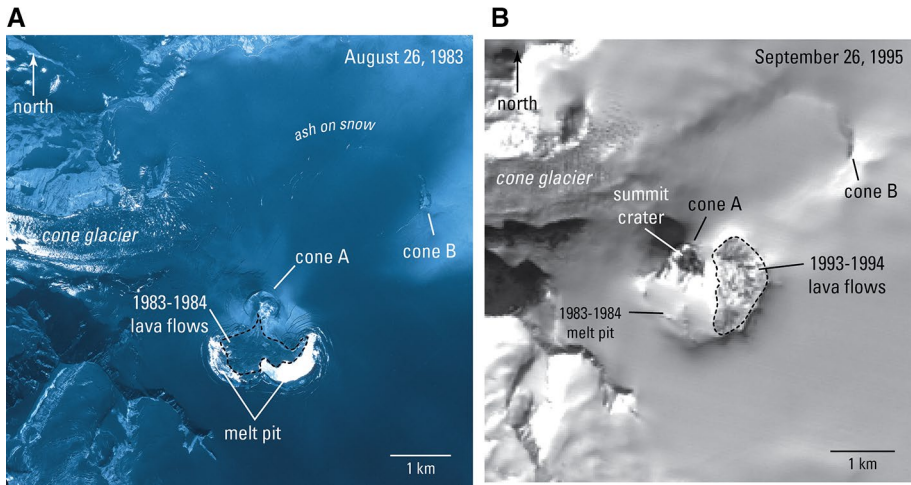 A
August 26, 1983
north
ash on snow
cone glacier
cone B
cone A
1983-1984
lava flows
melt pit
1 km
B
September 26, 1995
north
cone glacier
summit
crater
cone A
cone B
1993-1994
lava flows
1983-1984
melt pit
1 km